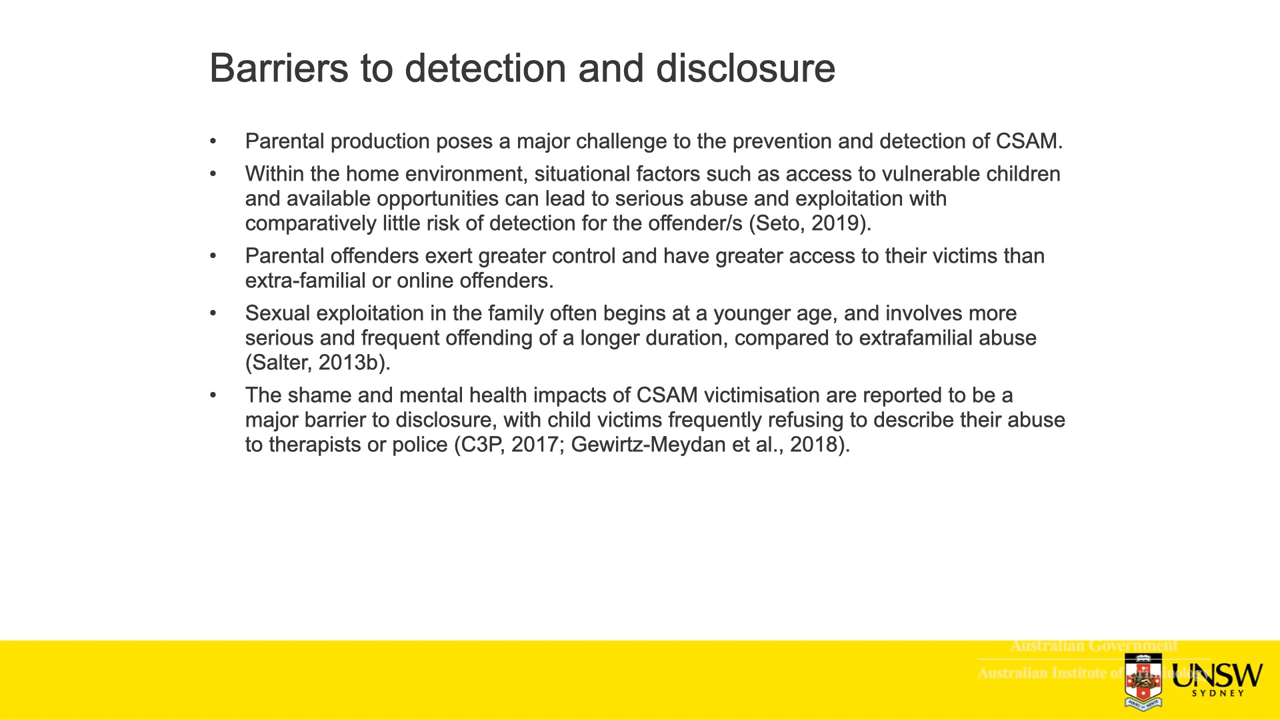 Barriers to detection and disclosure
• Parental production poses a major challenge to the prevention and detection of CSAM.
• Within the home environment, situational factors such as access to vulnerable children
and available opportunities can lead to serious abuse and exploitation with
comparatively little risk of detection for the offender/s (Seto, 2019).
• Parental offenders exert greater control and have greater access to their victims than
extra-familial or online offenders.
• Sexual exploitation in the family often begins at a younger age, and involves more
serious and frequent offending of a longer duration, compared to extrafamilial abuse
(Salter, 2013b).
• The shame and mental health impacts of CSAM victimisation are reported to be a
major barrier to disclosure, with child victims frequently refusing to describe their abuse
to therapists or police (C3P, 2017; Gewirtz-Meydan et al., 2018).
Australian Government
Australian Institute of
UNSW
SYDNEY